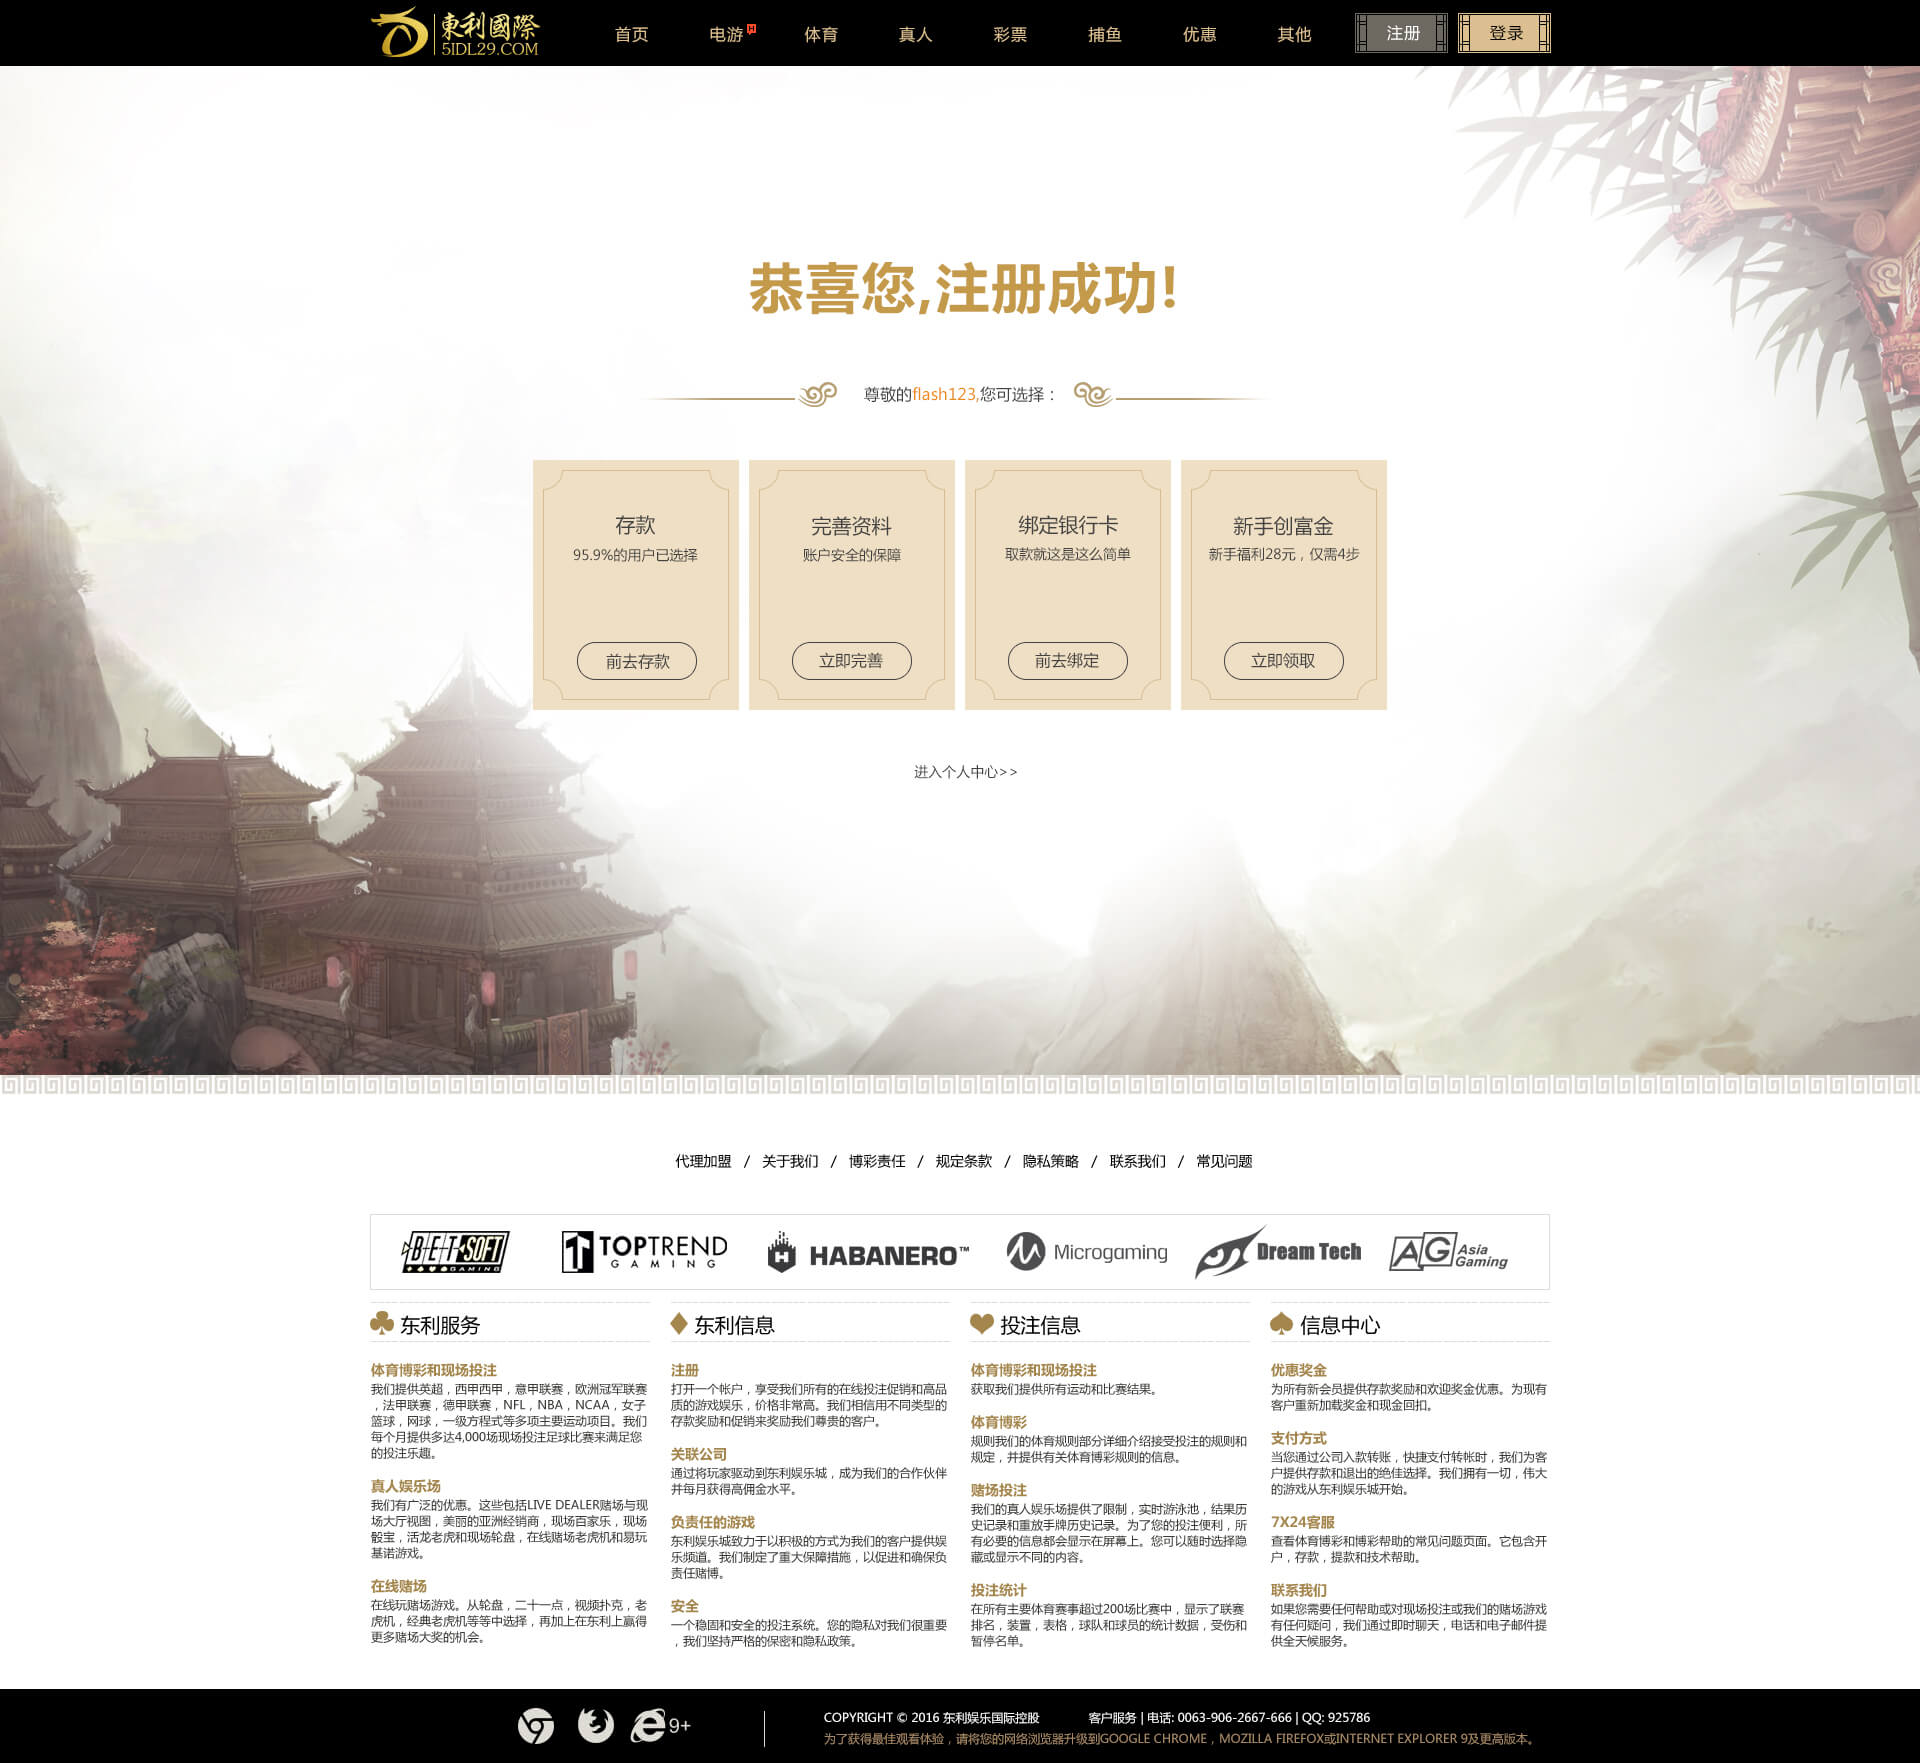 東利國際
5IDL29.COM
首页 电游 体育 真人 彩票 捕鱼 优惠 其他 注册 登录
恭喜您,注册成功!
尊敬的flash123,您可选择：
存款
95.9%的用户已选择
前去存款
完善资料
账户安全的保障
立即完善
绑定银行卡
取款就这是这么简单
前去绑定
新手创富金
新手福利28元，仅需4步
立即领取
进入个人中心>>
代理加盟 / 关于我们 / 博彩责任 / 规定条款 / 隐私策略 / 联系我们 / 常见问题
BETSOFT GAMING
TOPTREND GAMING
HABANERO™
Microgaming
Dream Tech
AG Asia Gaming
东利服务
体育博彩和现场投注
我们提供英超，西甲西甲，意甲联赛，欧洲冠军联赛
，法甲联赛，德甲联赛，NFL，NBA，NCAA，女子
篮球，网球，一级方程式等多项主要运动项目。我们
每个月提供多达4,000场现场投注足球比赛来满足您
的投注乐趣。
真人娱乐场
我们有广泛的优惠。这些包括LIVE DEALER赌场与现
场大厅视图，美丽的亚洲经销商，现场百家乐，现场
骰宝，活龙老虎和现场轮盘，在线赌场老虎机和易玩
基诺游戏。
在线赌场
在线玩赌场游戏。从轮盘，二十一点，视频扑克，老
虎机，经典老虎机等等中选择，再加上在东利上赢得
更多赌场大奖的机会。
东利信息
注册
打开一个帐户，享受我们所有的在线投注促销和高品
质的游戏娱乐，价格非常高。我们相信用不同类型的
存款奖励和促销来奖励我们尊贵的客户。
关联公司
通过将玩家驱动到东利娱乐城，成为我们的合作伙伴
并每月获得高佣金水平。
负责任的游戏
东利娱乐城致力于以积极的方式为我们的客户提供娱
乐频道。我们制定了重大保障措施，以促进和确保负
责任赌博。
安全
一个稳固和安全的投注系统。您的隐私对我们很重要
，我们坚持严格的保密和隐私政策。
投注信息
体育博彩和现场投注
获取我们提供所有运动和比赛结果。
体育博彩
规则我们的体育规则部分详细介绍接受投注的规则和
规定，并提供有关体育博彩规则的信息。
赌场投注
我们的真人娱乐场提供了限制，实时游泳池，结果历
史记录和重放手牌历史记录。为了您的投注便利，所
有必要的信息都会显示在屏幕上。您可以随时选择隐
藏或显示不同的内容。
投注统计
在所有主要体育赛事超过200场比赛中，显示了联赛
排名，装置，表格，球队和球员的统计数据，受伤和
暂停名单。
信息中心
优惠奖金
为所有新会员提供存款奖励和欢迎奖金优惠。为现有
客户重新加载奖金和现金回扣。
支付方式
当您通过公司入款转账，快捷支付转帐时，我们为客
户提供存款和退出的绝佳选择。我们拥有一切，伟大
的游戏从东利娱乐城开始。
7X24客服
查看体育博彩和博彩帮助的常见问题页面。它包含开
户，存款，提款和技术帮助。
联系我们
如果您需要任何帮助或对现场投注或我们的赌场游戏
有任何疑问，我们通过即时聊天，电话和电子邮件提
供全天候服务。
9+
COPYRIGHT © 2016 东利娱乐国际控股 客户服务 | 电话: 0063-906-2667-666 | QQ: 925786
为了获得最佳观看体验，请将您的网络浏览器升级到GOOGLE CHROME，MOZILLA FIREFOX或INTERNET EXPLORER 9及更高版本。